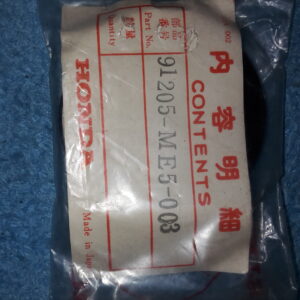 002
内容明細
CONTENTS
部品番号
Part No.
91205-ME5-003
数量
Quantity
HONDA
Made in Japan